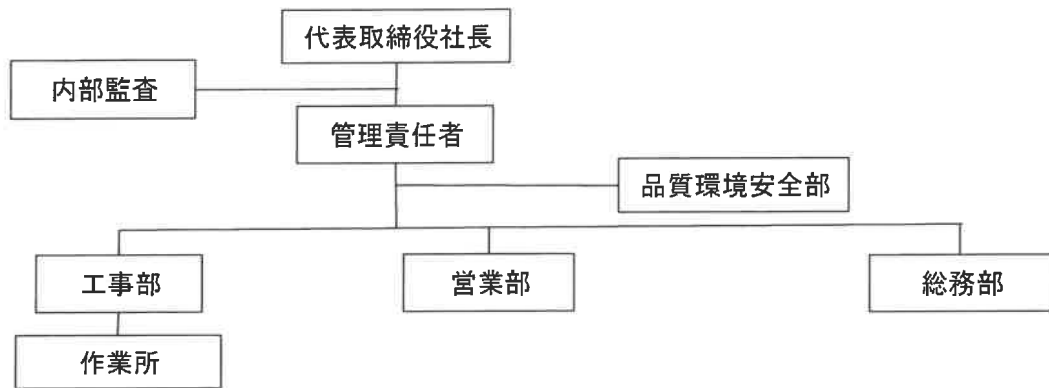 代表取締役社長
内部監査
管理責任者
品質環境安全部
工事部
営業部
総務部
作業所